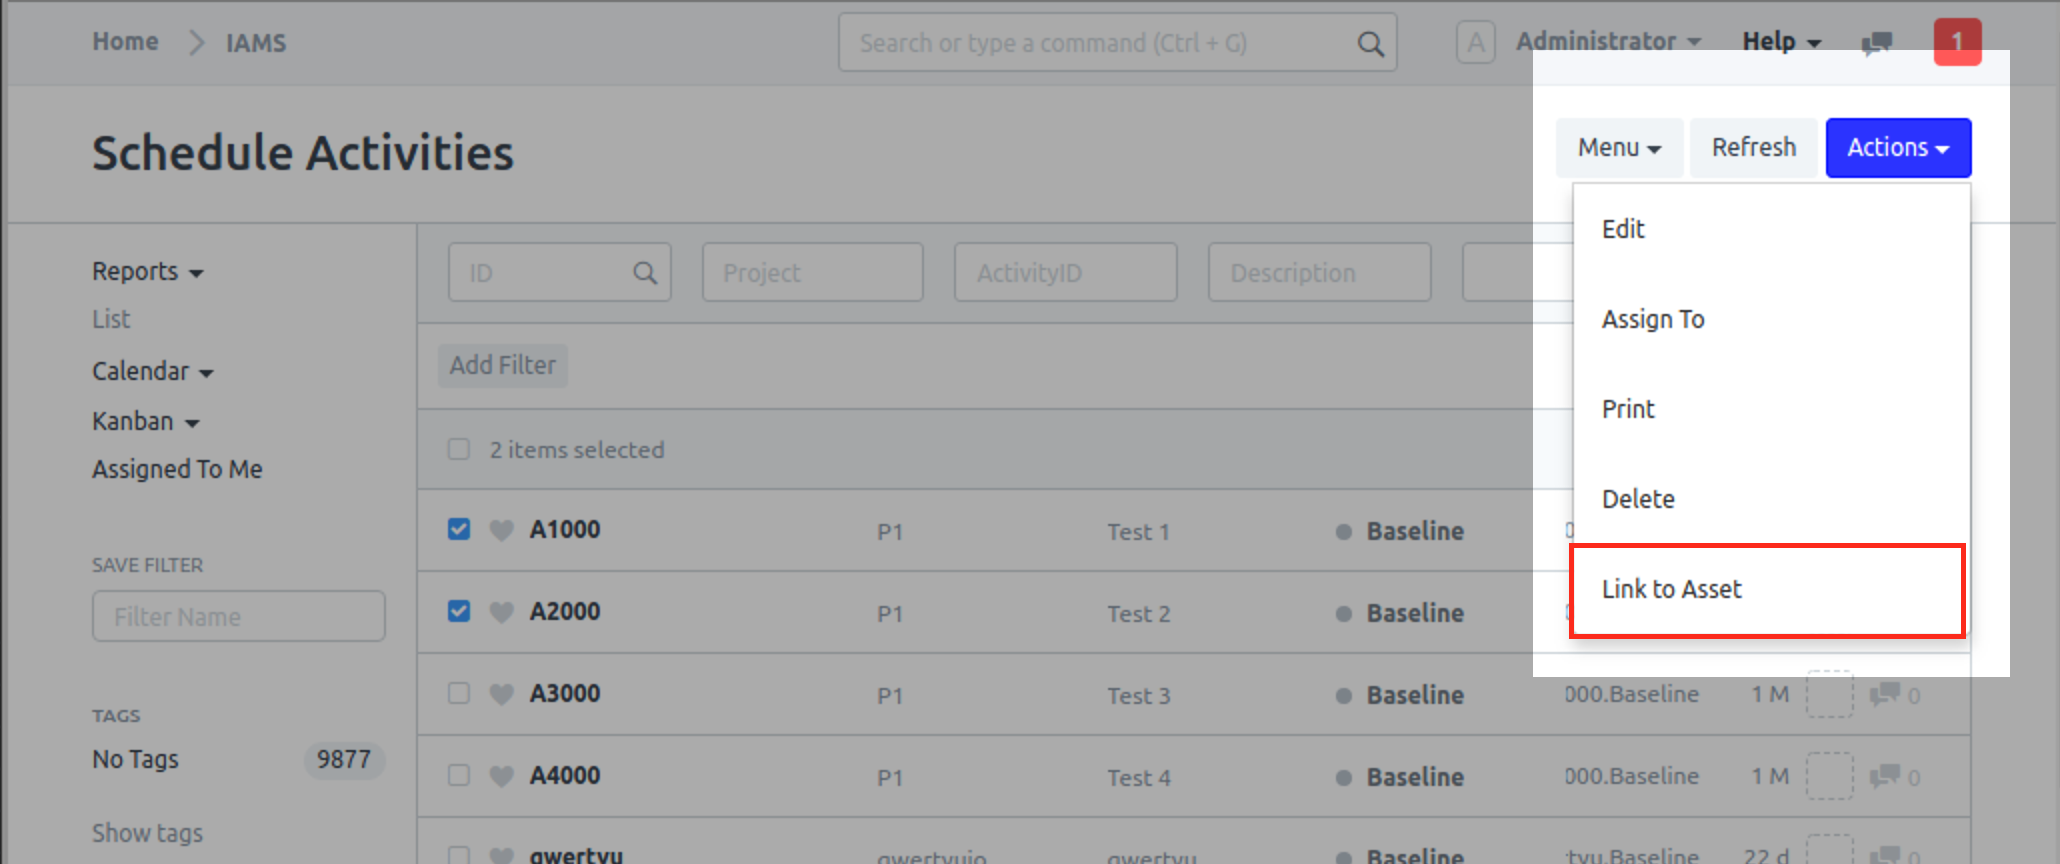 Home > IAMS
Search or type a command (Ctrl + G)
A Administrator Help 1
Schedule Activities
Menu Refresh Actions
Edit
Assign To
Print
Delete
Link to Asset
Reports
List
Calendar
Kanban
Assigned To Me
SAVE FILTER
Filter Name
TAGS
No Tags 9877
Show tags
ID Project ActivityID Description
Add Filter
2 items selected
A1000 P1 Test 1 Baseline
A2000 P1 Test 2 Baseline
A3000 P1 Test 3 Baseline 000.Baseline 1 M 0
A4000 P1 Test 4 Baseline 000.Baseline 1 M 0
qwertyu qwertyuio qwertyu Baseline tyu.Baseline 22 d 0